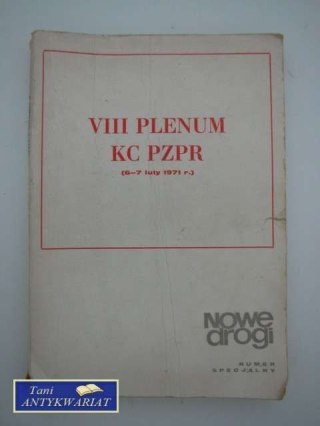 VIII PLENUM
KC PZPR
(6—7 luty 1971 r.)
Nowe
drogi
NUMER
SPECJALNY
Tani
ANTYKWARIAT